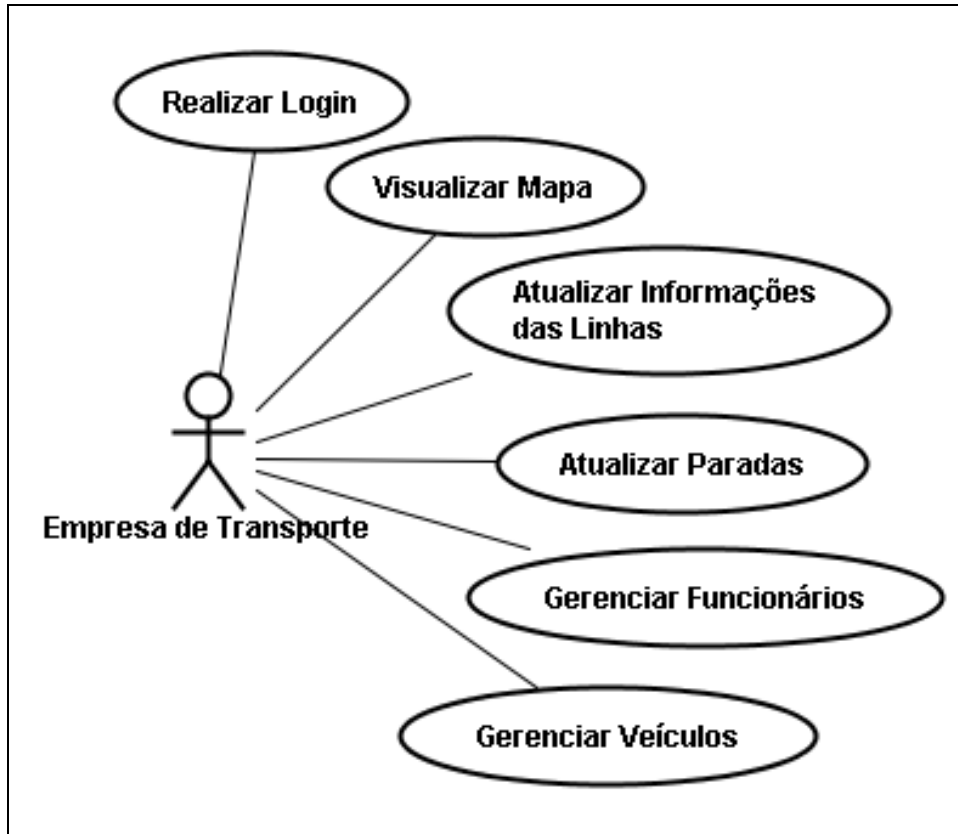 Realizar Login
Visualizar Mapa
Atualizar Informações
das Linhas
Atualizar Paradas
Empresa de Transporte
Gerenciar Funcionários
Gerenciar Veículos